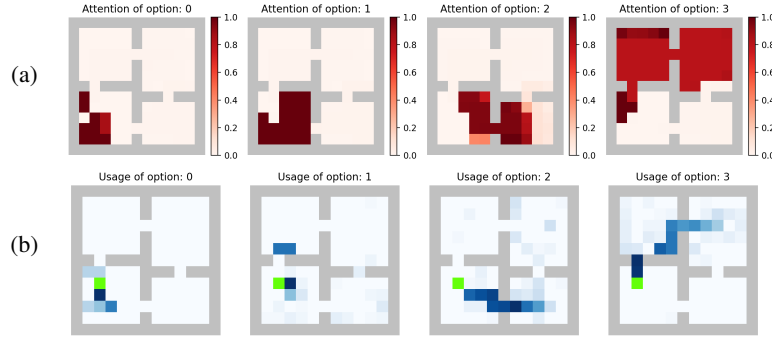 Attention of option: 0
Attention of option: 1
Attention of option: 2
Attention of option: 3
(a)
1.0
0.8
0.6
0.4
0.2
0.0
1.0
0.8
0.6
0.4
0.2
0.0
1.0
0.8
0.6
0.4
0.2
0.0
1.0
0.8
0.6
0.4
0.2
0.0
Usage of option: 0
Usage of option: 1
Usage of option: 2
Usage of option: 3
(b)